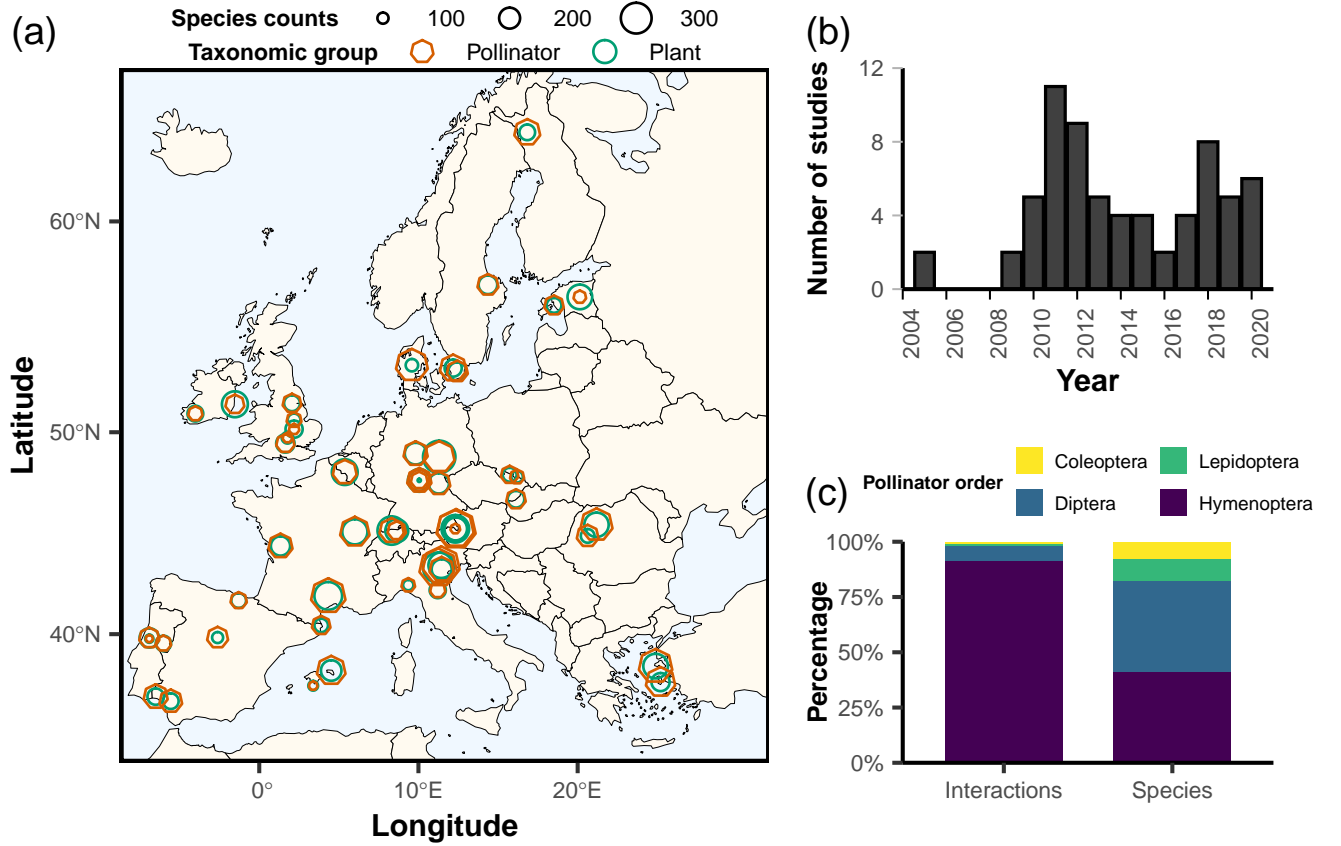 (a)
Species counts 100 200 300
Taxonomic group Pollinator Plant
60°N
50°N
40°N
Latitude
0° 10°E 20°E
Longitude
(b)
12
8
4
0
Number of studies
2004 2006 2008 2010 2012 2014 2016 2018 2020
Year
(c)
Pollinator order
Coleoptera Lepidoptera
Diptera Hymenoptera
100%
75%
50%
25%
0%
Percentage
Interactions Species